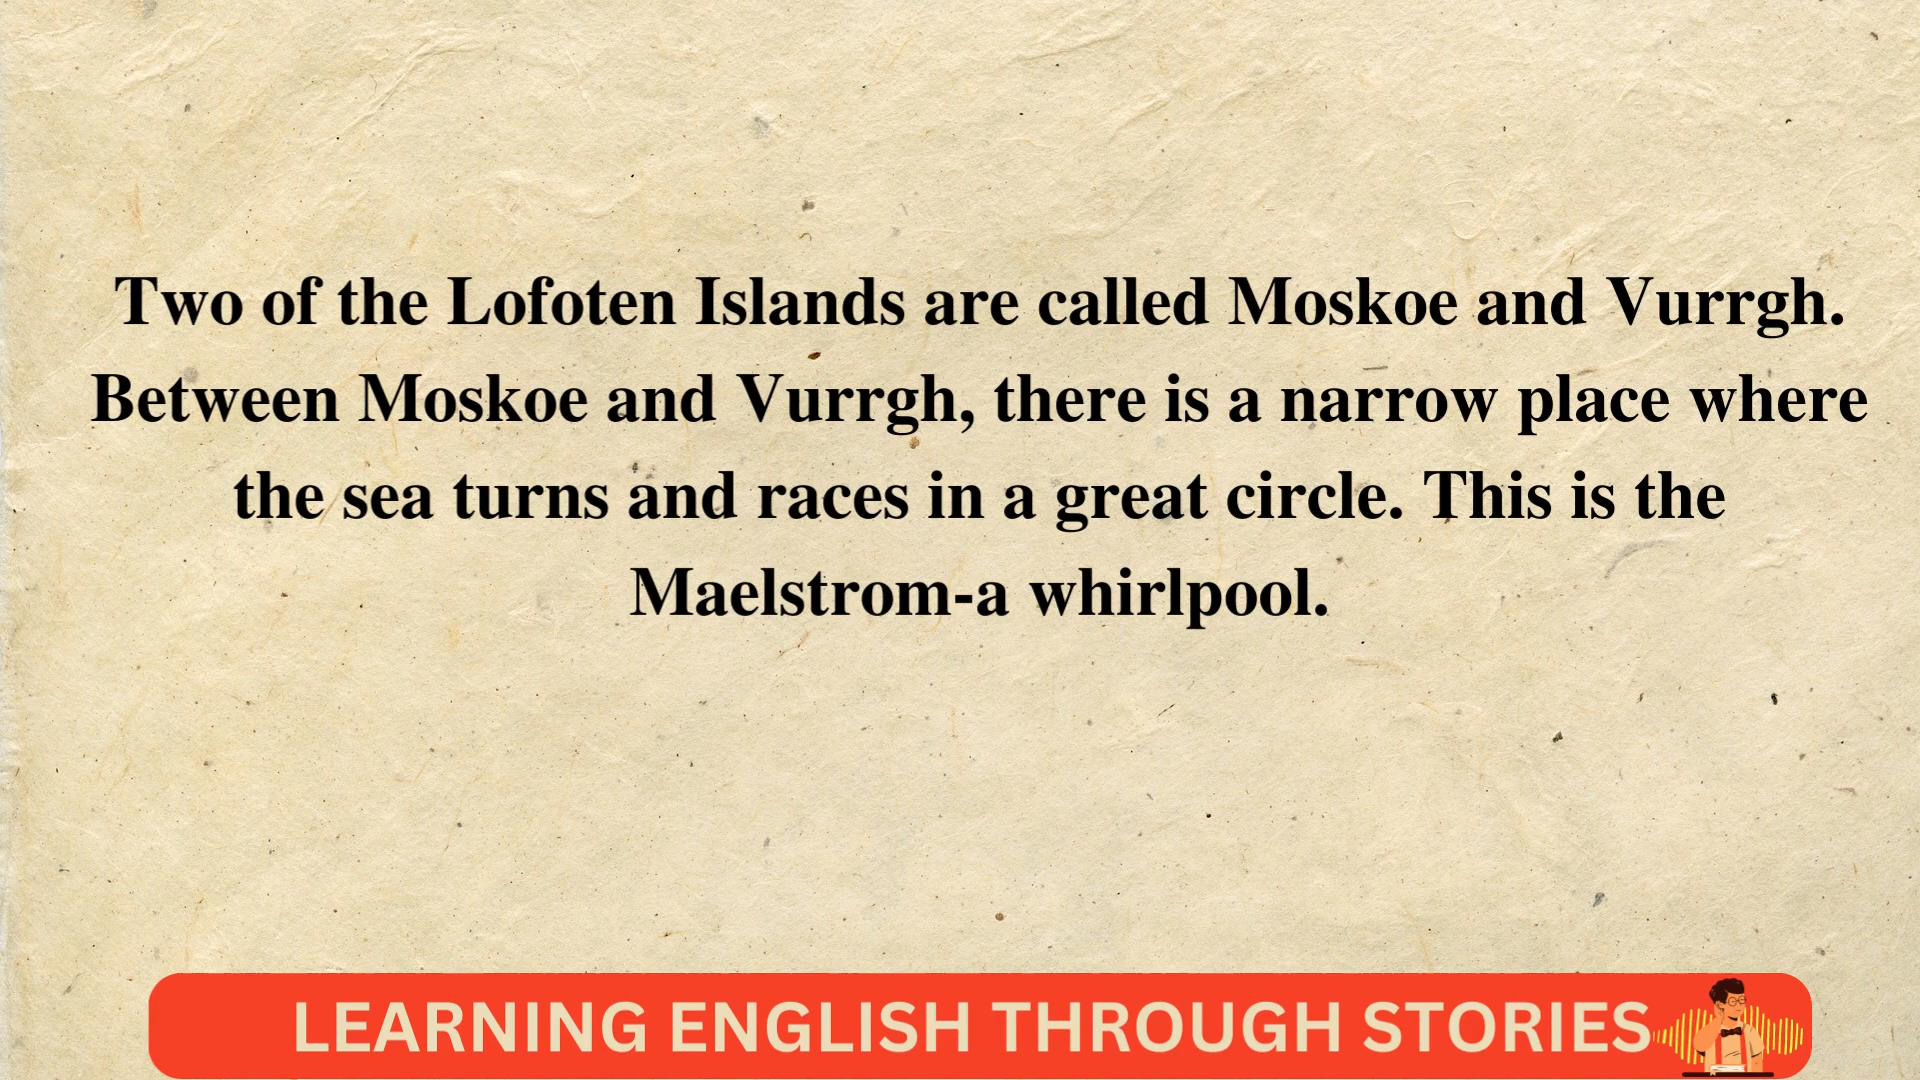 Two of the Lofoten Islands are called Moskoe and Vurrgh.
Between Moskoe and Vurrgh, there is a narrow place where
the sea turns and races in a great circle. This is the
Maelstrom-a whirlpool.
LEARNING ENGLISH THROUGH STORIES